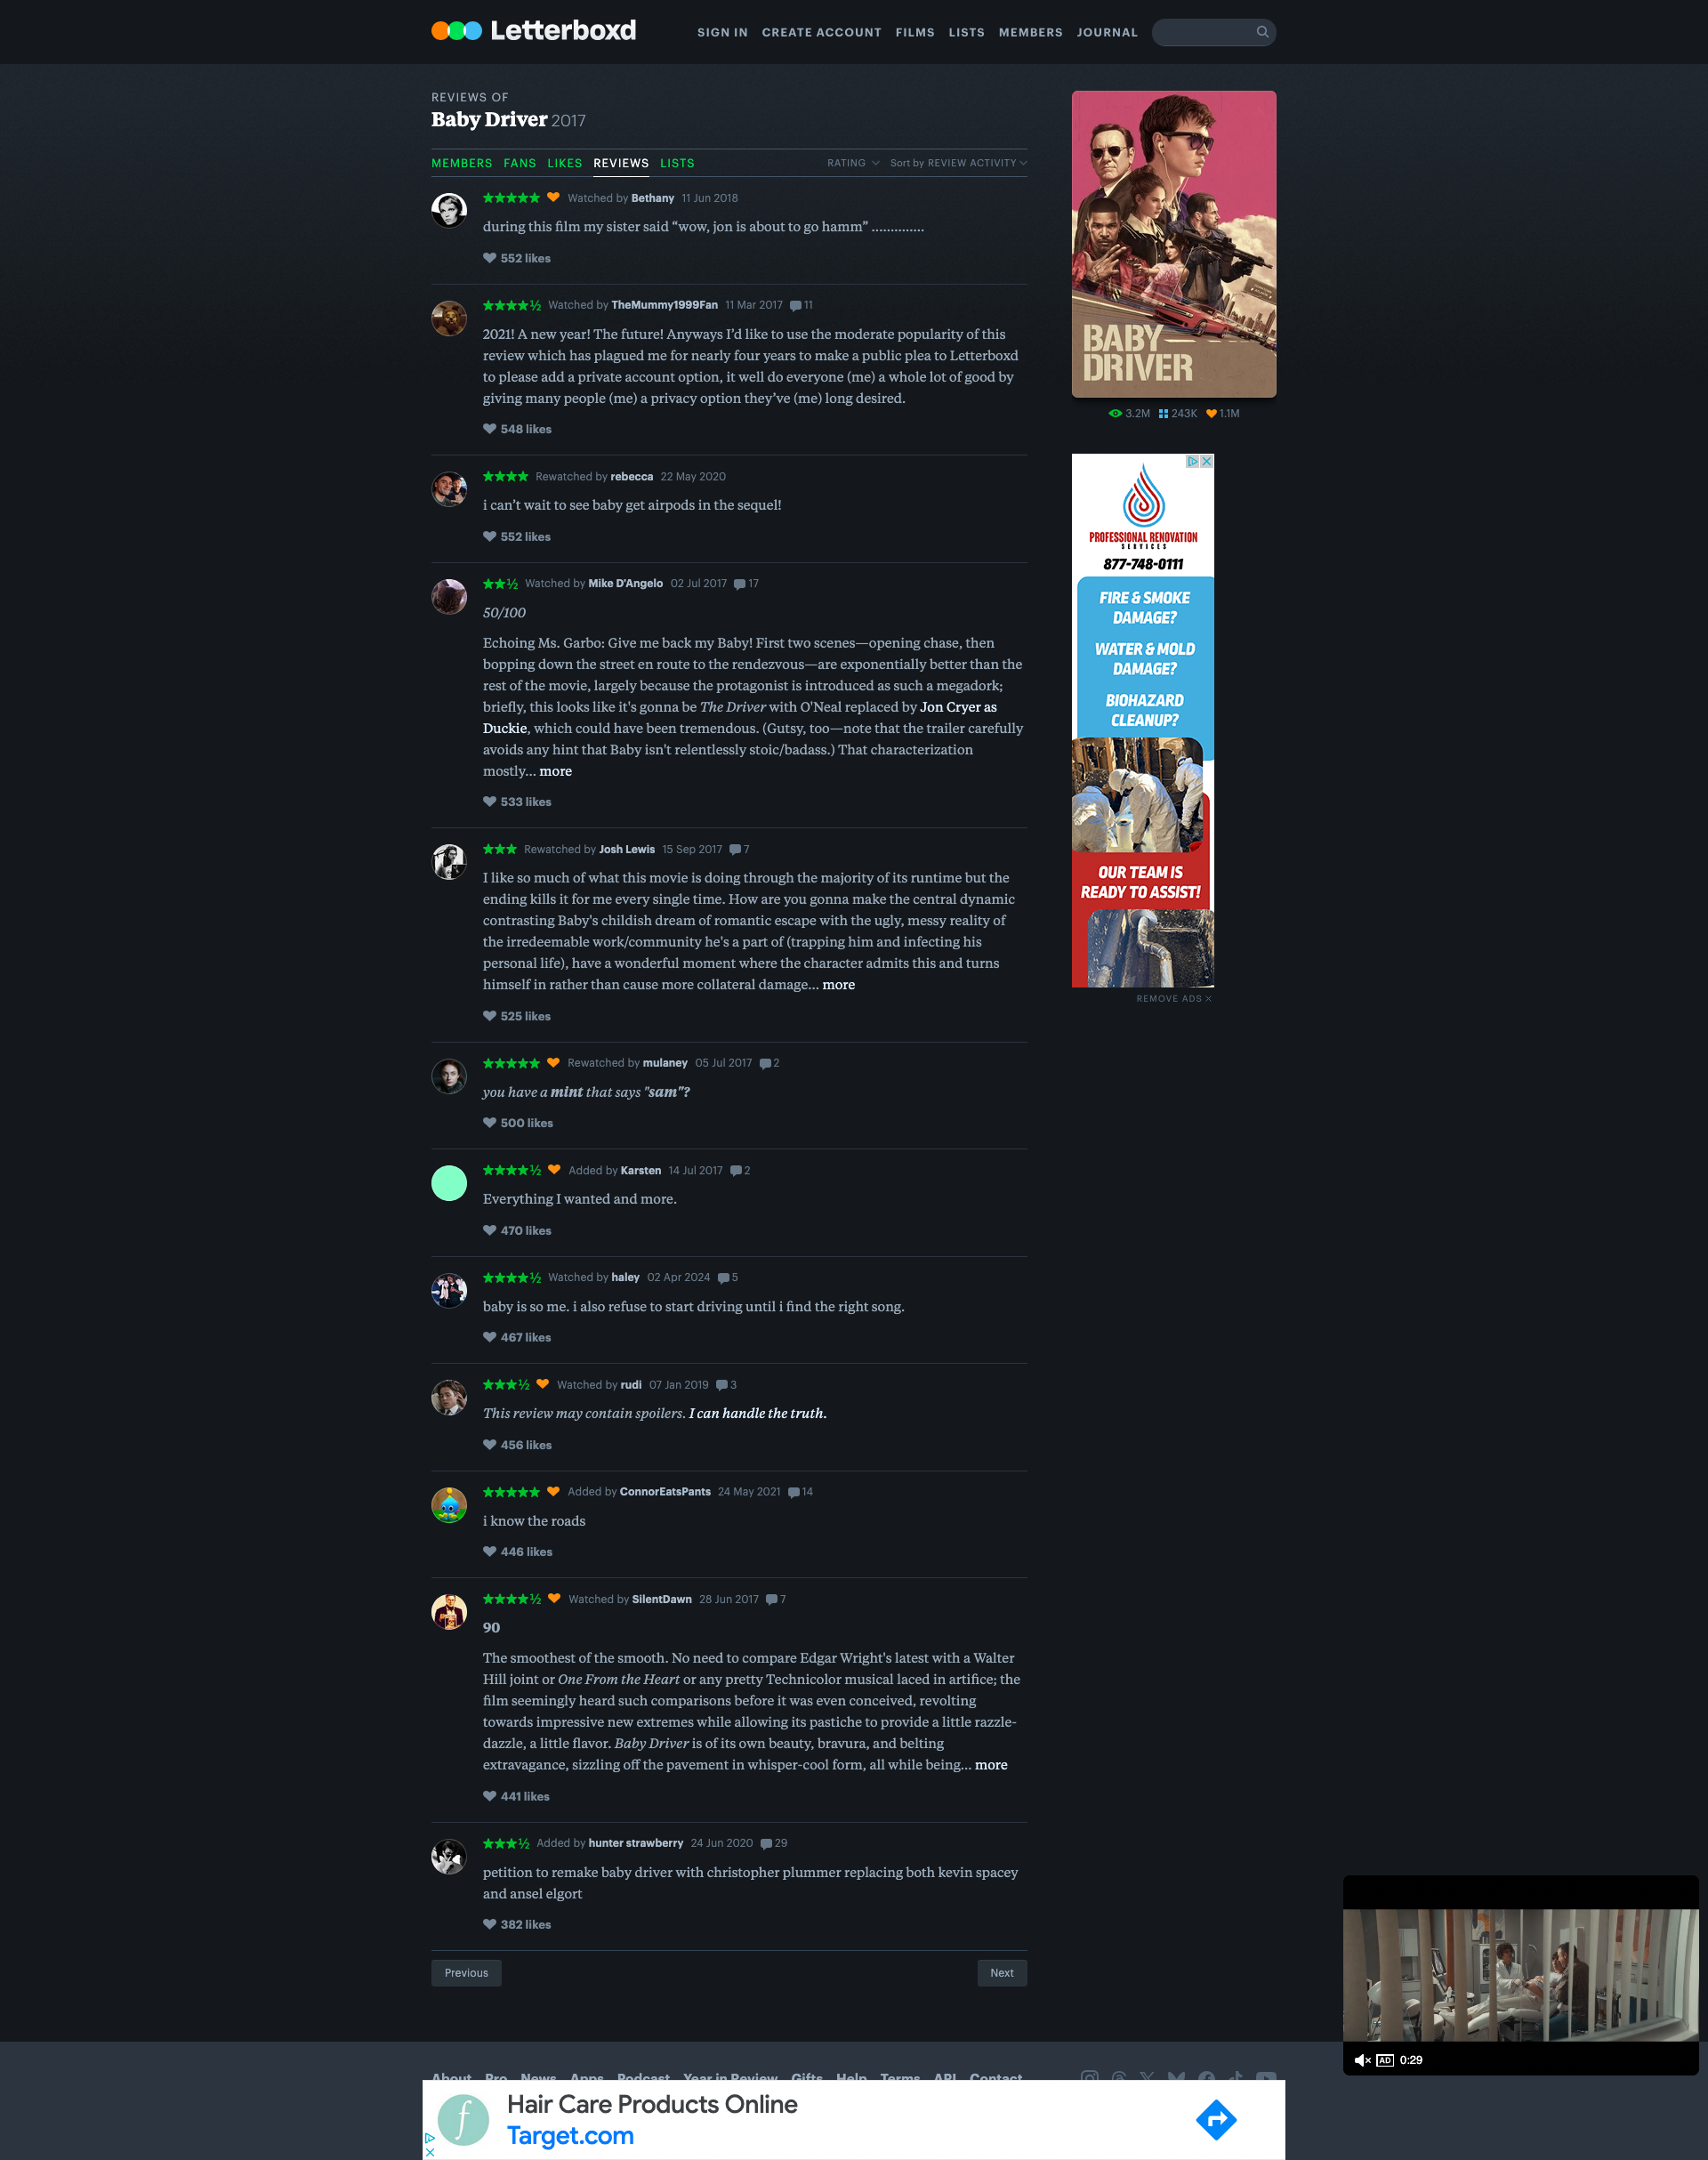 Letterboxd
SIGN IN CREATE ACCOUNT FILMS LISTS MEMBERS JOURNAL
REVIEWS OF
Baby Driver 2017
MEMBERS FANS LIKES REVIEWS LISTS RATING Sort by REVIEW ACTIVITY
★★★★★ Watched by Bethany 11 Jun 2018
during this film my sister said “wow, jon is about to go hamm” ..............
552 likes
★★★★½ Watched by TheMummy1999Fan 11 Mar 2017 11
2021! A new year! The future! Anyways I’d like to use the moderate popularity of this
review which has plagued me for nearly four years to make a public plea to Letterboxd
to please add a private account option, it well do everyone (me) a whole lot of good by
giving many people (me) a privacy option they’ve (me) long desired.
548 likes
★★★★ Rewatched by rebecca 22 May 2020
i can’t wait to see baby get airpods in the sequel!
552 likes
★★½ Watched by Mike D'Angelo 02 Jul 2017 17
50/100
Echoing Ms. Garbo: Give me back my Baby! First two scenes—opening chase, then
bopping down the street en route to the rendezvous—are exponentially better than the
rest of the movie, largely because the protagonist is introduced as such a megadork;
briefly, this looks like it's gonna be The Driver with O'Neal replaced by Jon Cryer as
Duckie, which could have been tremendous. (Gutsy, too—note that the trailer carefully
avoids any hint that Baby isn't relentlessly stoic/badass.) That characterization
mostly… more
533 likes
★★★ Rewatched by Josh Lewis 15 Sep 2017 7
I like so much of what this movie is doing through the majority of its runtime but the
ending kills it for me every single time. How are you gonna make the central dynamic
contrasting Baby's childish dream of romantic escape with the ugly, messy reality of
the irredeemable work/community he's a part of (trapping him and infecting his
personal life), have a wonderful moment where the character admits this and turns
himself in rather than cause more collateral damage… more
525 likes
★★★★★ Rewatched by mulaney 05 Jul 2017 2
you have a mint that says "sam"?
500 likes
★★★★½ Added by Karsten 14 Jul 2017 2
Everything I wanted and more.
470 likes
★★★★½ Watched by haley 02 Apr 2024 5
baby is so me. i also refuse to start driving until i find the right song.
467 likes
★★★½ Watched by rudi 07 Jan 2019 3
This review may contain spoilers. I can handle the truth.
456 likes
★★★★★ Added by ConnorEatsPants 24 May 2021 14
i know the roads
446 likes
★★★★½ Watched by SilentDawn 28 Jun 2017 7
90
The smoothest of the smooth. No need to compare Edgar Wright's latest with a Walter
Hill joint or One From the Heart or any pretty Technicolor musical laced in artifice; the
film seemingly heard such comparisons before it was even conceived, revolting
towards impressive new extremes while allowing its pastiche to provide a little razzle-
dazzle, a little flavor. Baby Driver is of its own beauty, bravura, and belting
extravagance, sizzling off the pavement in whisper-cool form, all while being… more
441 likes
★★★½ Added by hunter strawberry 24 Jun 2020 29
petition to remake baby driver with christopher plummer replacing both kevin spacey
and ansel elgort
382 likes
Previous Next
BABY
DRIVER
3.2M 243K 1.1M
PROFESSIONAL RENOVATION
SERVICES
877-748-0111
FIRE & SMOKE
DAMAGE?
WATER & MOLD
DAMAGE?
BIOHAZARD
CLEANUP?
OUR TEAM IS
READY TO ASSIST!
REMOVE ADS
AD 0:29
About Pro News Apps Podcast Year in Review Gifts Help Terms API Contact
Hair Care Products Online
Target.com